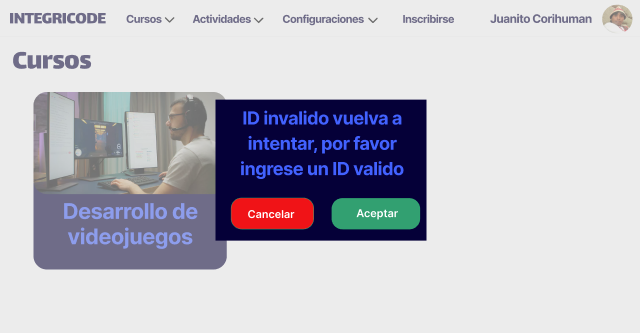 INTEGRICODE Cursos Actividades Configuraciones Inscribirse Juanito Corihuman
Cursos
ID invalido vuelva a
intentar, por favor
ingrese un ID valido
Cancelar Aceptar
Desarrollo de
videojuegos